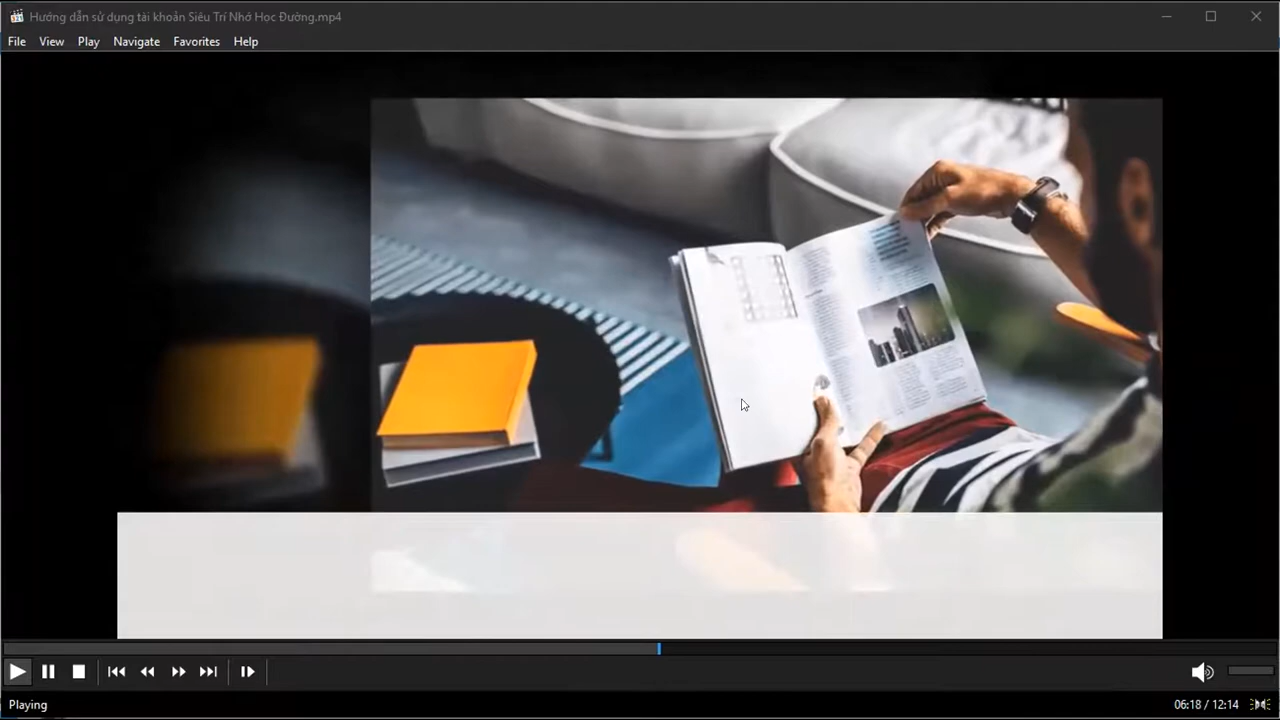 Hướng dẫn sử dụng tài khoản Siêu Trí Nhớ Học Đường.mp4
File View Play Navigate Favorites Help
Playing
06:18 / 12:14